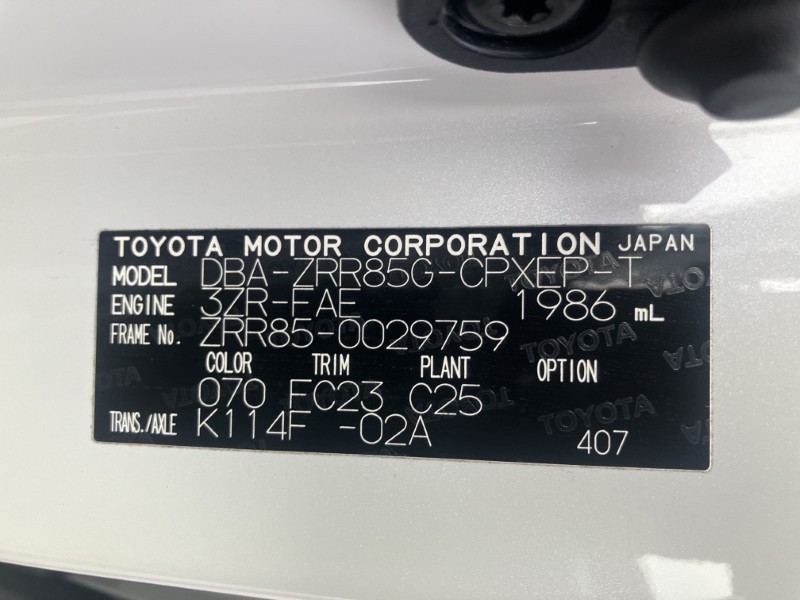 TOYOTA MOTOR CORPORATION JAPAN
MODEL DBA-ZRR85G-CPXEP-T
ENGINE 3ZR-FAE 1986 mL
FRAME No. ZRR85-0029759
COLOR TRIM PLANT OPTION
070 EC23 C25
TRANS./AXLE K114F -02A
407